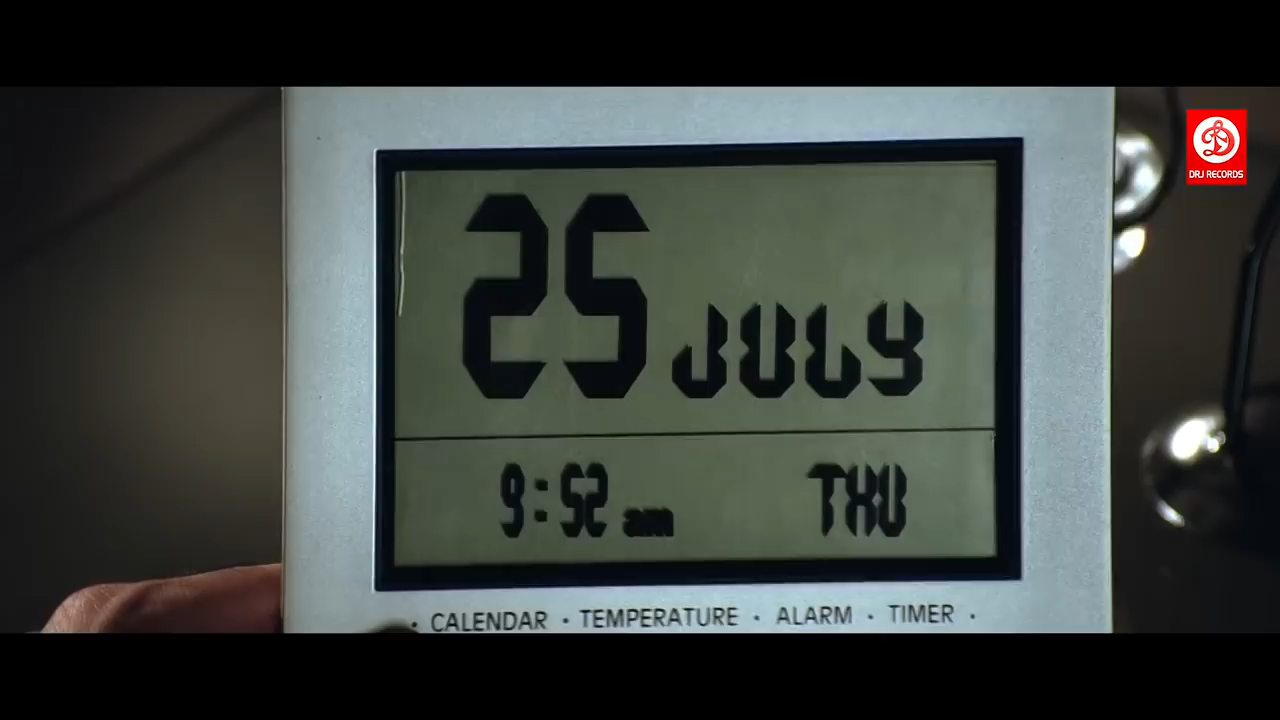 25 JULY
9:52 am THU
· CALENDAR · TEMPERATURE · ALARM · TIMER ·
DRJ RECORDS